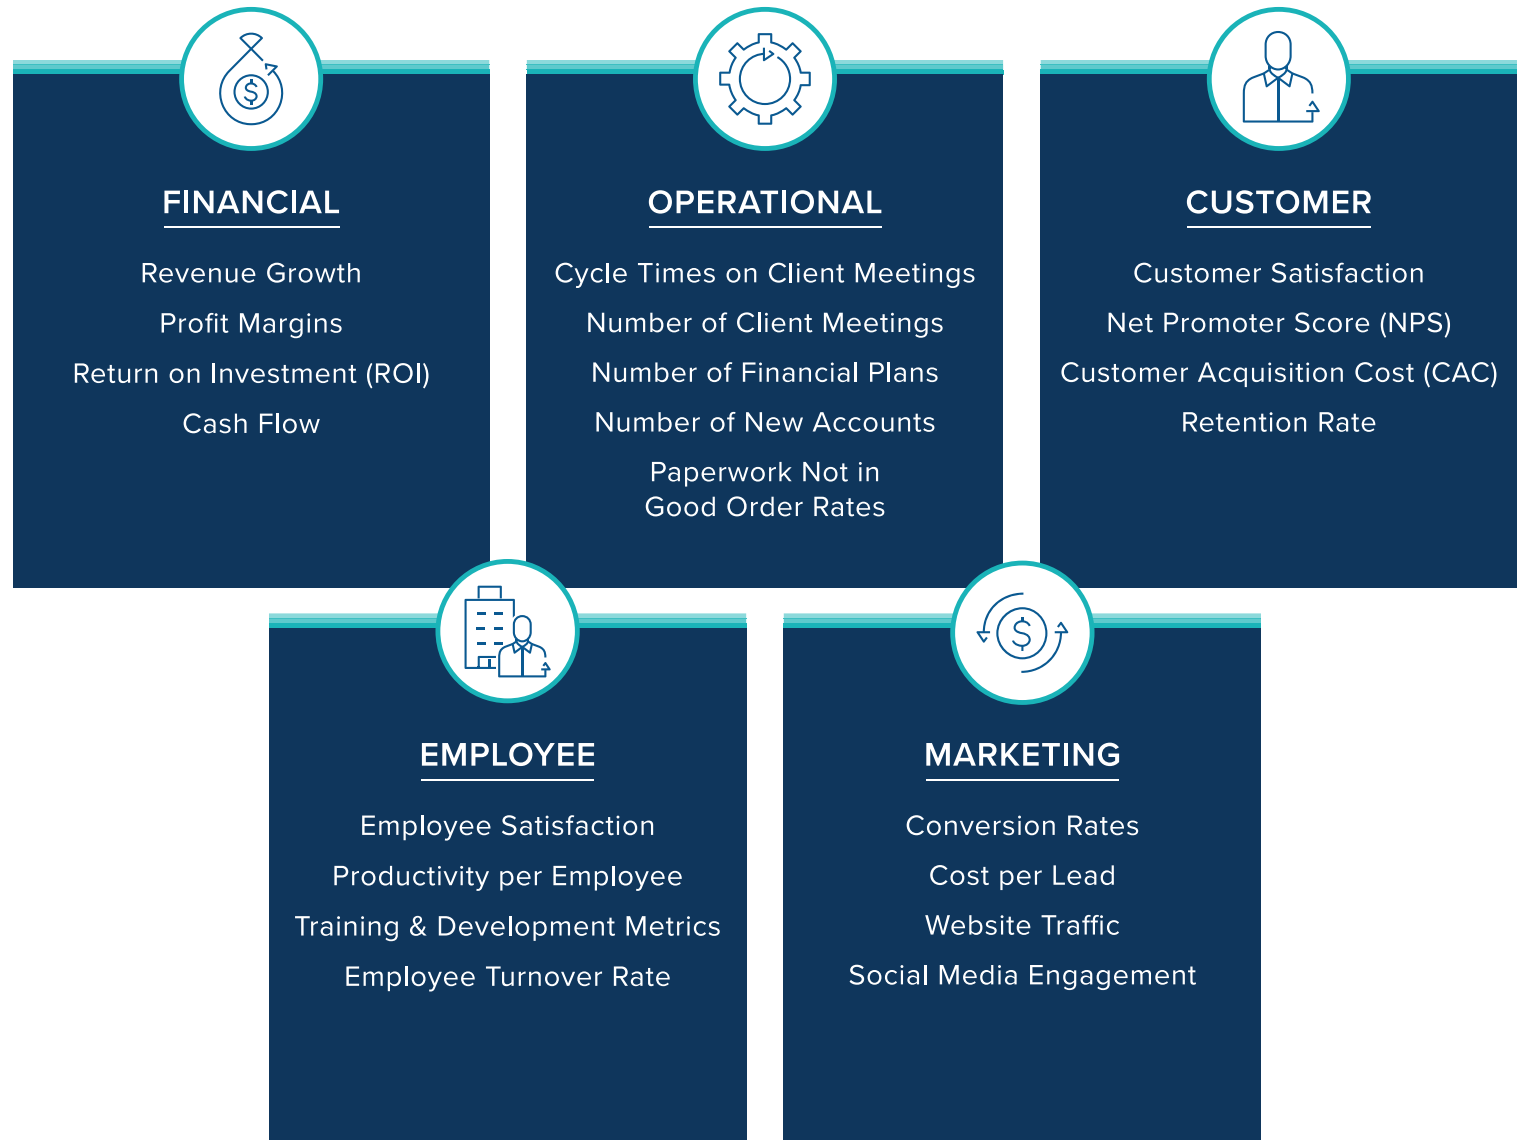 FINANCIAL
Revenue Growth
Profit Margins
Return on Investment (ROI)
Cash Flow
OPERATIONAL
Cycle Times on Client Meetings
Number of Client Meetings
Number of Financial Plans
Number of New Accounts
Paperwork Not in
Good Order Rates
CUSTOMER
Customer Satisfaction
Net Promoter Score (NPS)
Customer Acquisition Cost (CAC)
Retention Rate
EMPLOYEE
Employee Satisfaction
Productivity per Employee
Training & Development Metrics
Employee Turnover Rate
MARKETING
Conversion Rates
Cost per Lead
Website Traffic
Social Media Engagement